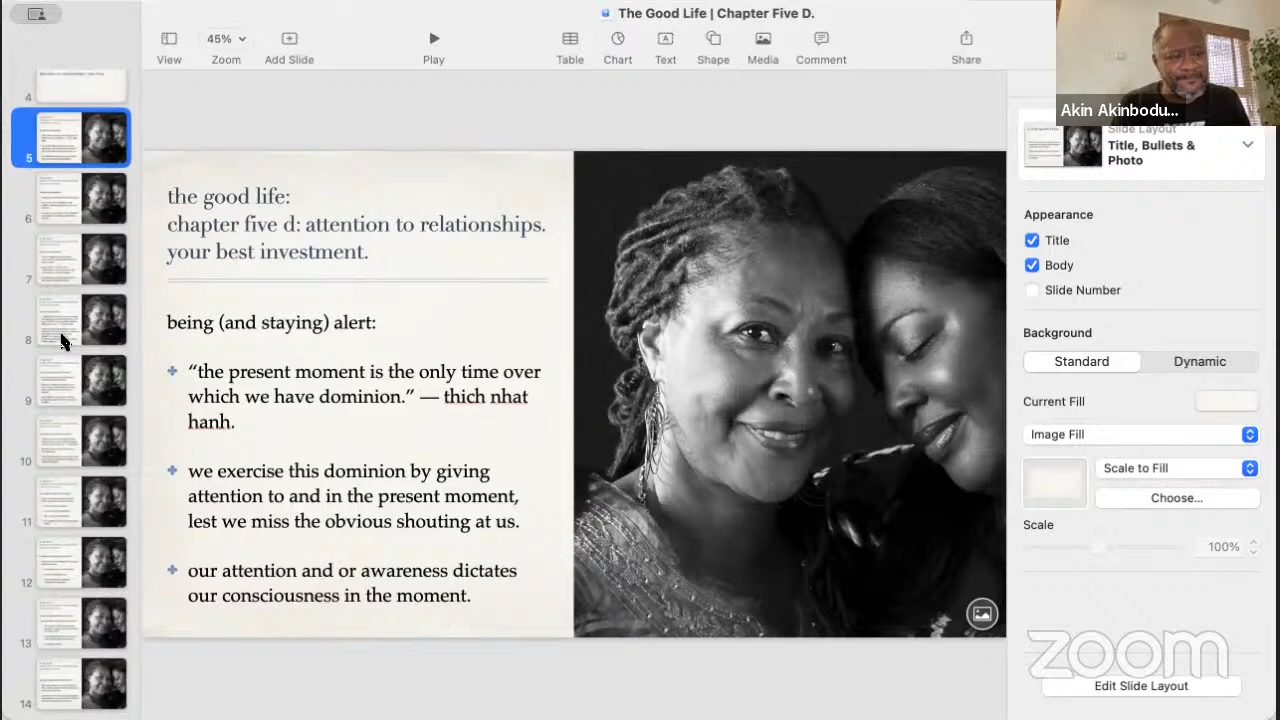 The Good Life | Chapter Five D.
45%
View
Zoom
Add Slide
Play
Table
Chart
Text
Shape
Media
Comment
Share
Akin Akinbodu...
4
5
6
7
8
9
10
11
12
13
14
the good life:
chapter five d: attention to relationships.
your best investment.
being (and staying) alert:
“the present moment is the only time over
which we have dominion.” — thich nhat
hanh.
we exercise this dominion by giving
attention to and in the present moment,
lest we miss the obvious shouting at us.
our attention and or awareness dictates
our consciousness in the moment.
Slide Layout
Title, Bullets &
Photo
Appearance
Title
Body
Slide Number
Background
Standard
Dynamic
Current Fill
Image Fill
Scale to Fill
Choose...
Scale
100%
zoom
Edit Slide Layout